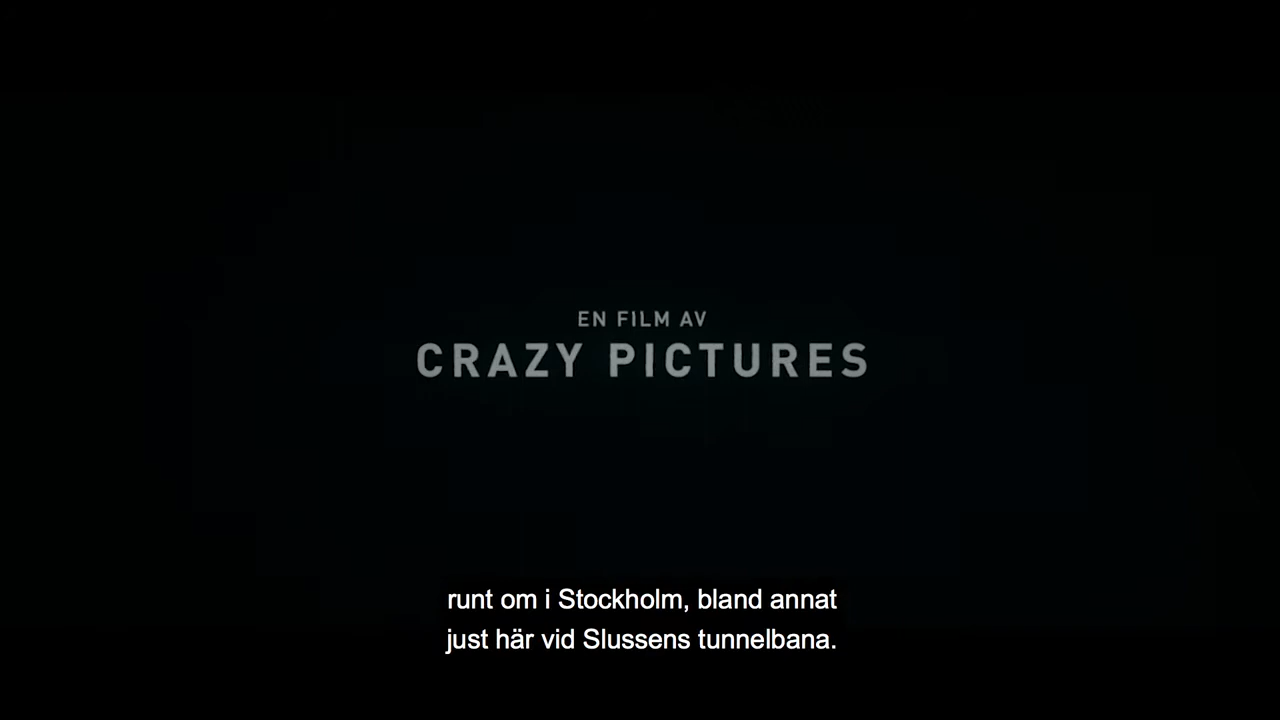 EN FILM AV
CRAZY PICTURES
runt om i Stockholm, bland annat
just här vid Slussens tunnelbana.